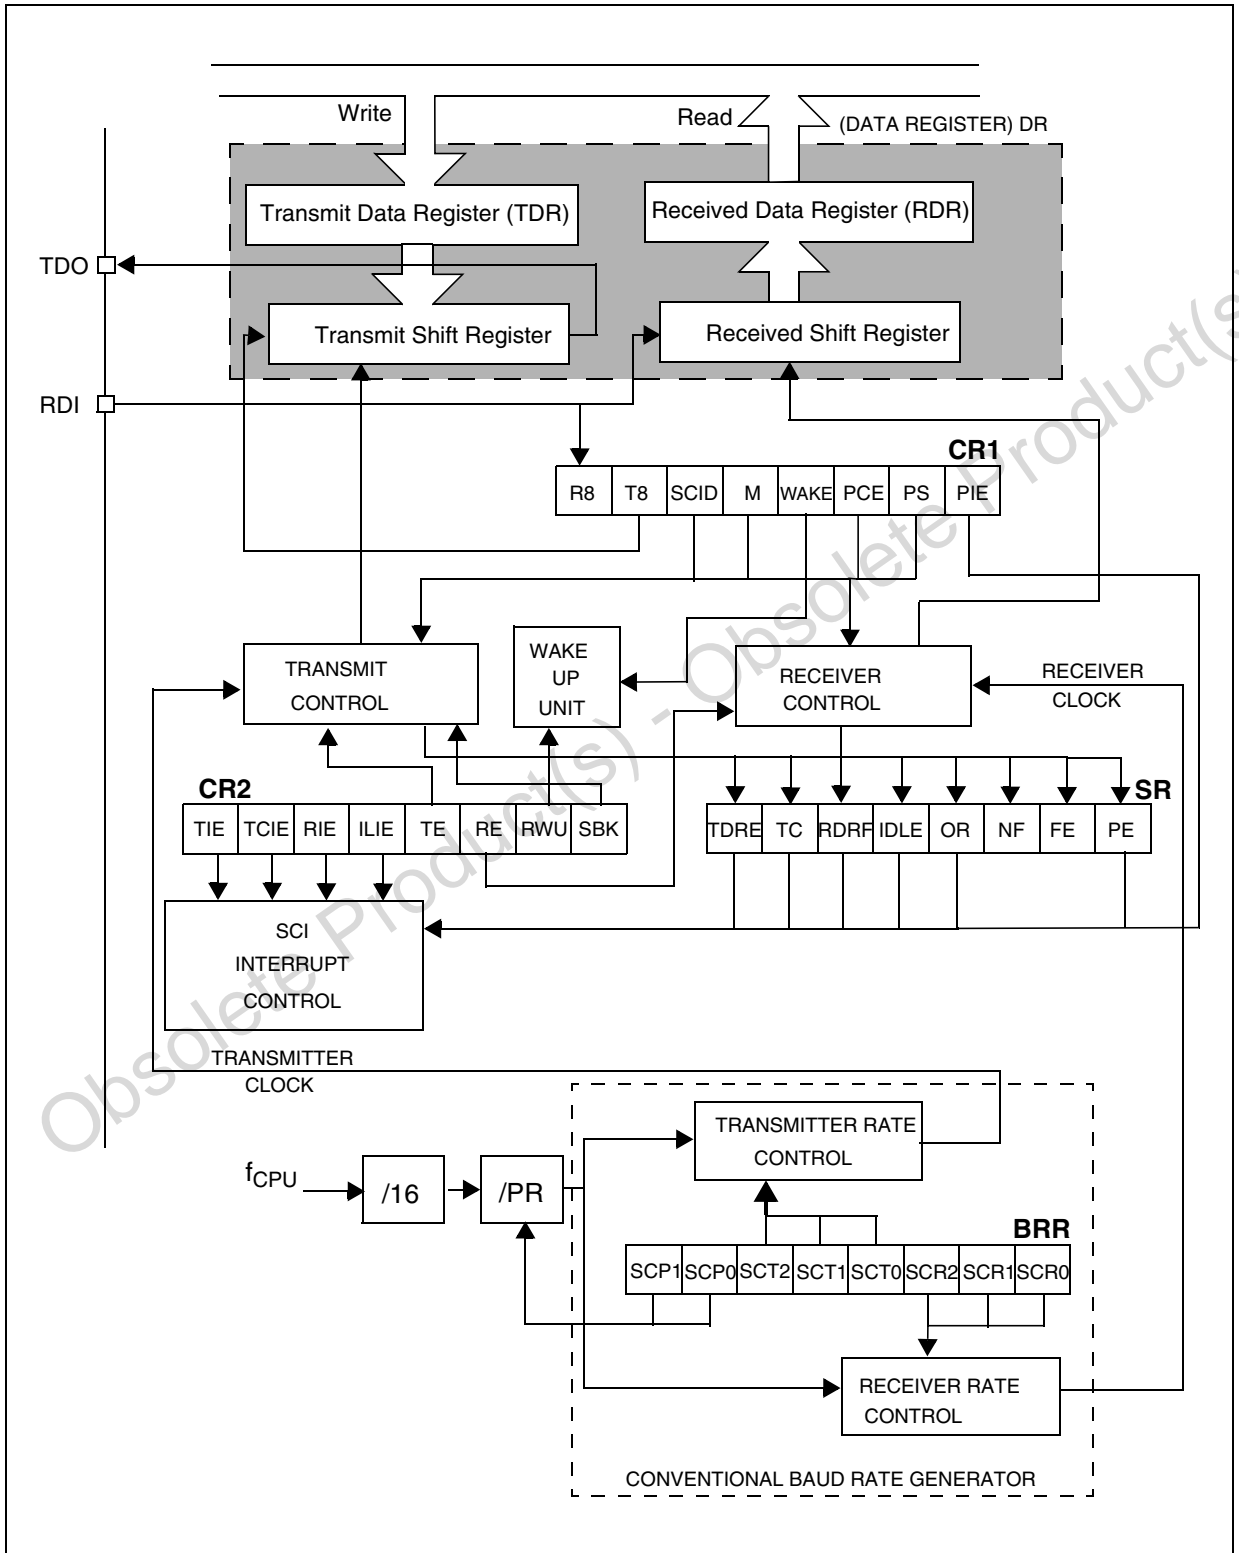 Write
Read
(DATA REGISTER) DR
Transmit Data Register (TDR)
Received Data Register (RDR)
TDO
Transmit Shift Register
Received Shift Register
RDI
CR1
R8 T8 SCID M WAKE PCE PS PIE
TRANSMIT
CONTROL
WAKE
UP
UNIT
RECEIVER
CONTROL
RECEIVER
CLOCK
CR2
TIE TCIE RIE ILIE TE RE RWU SBK
SR
TDRE TC RDRF IDLE OR NF FE PE
SCI
INTERRUPT
CONTROL
TRANSMITTER
CLOCK
TRANSMITTER RATE
CONTROL
fCPU
/16
/PR
BRR
SCP1 SCP0 SCT2 SCT1 SCT0 SCR2 SCR1 SCR0
RECEIVER RATE
CONTROL
CONVENTIONAL BAUD RATE GENERATOR
Obsolete Product(s) - Obsolete Product(s